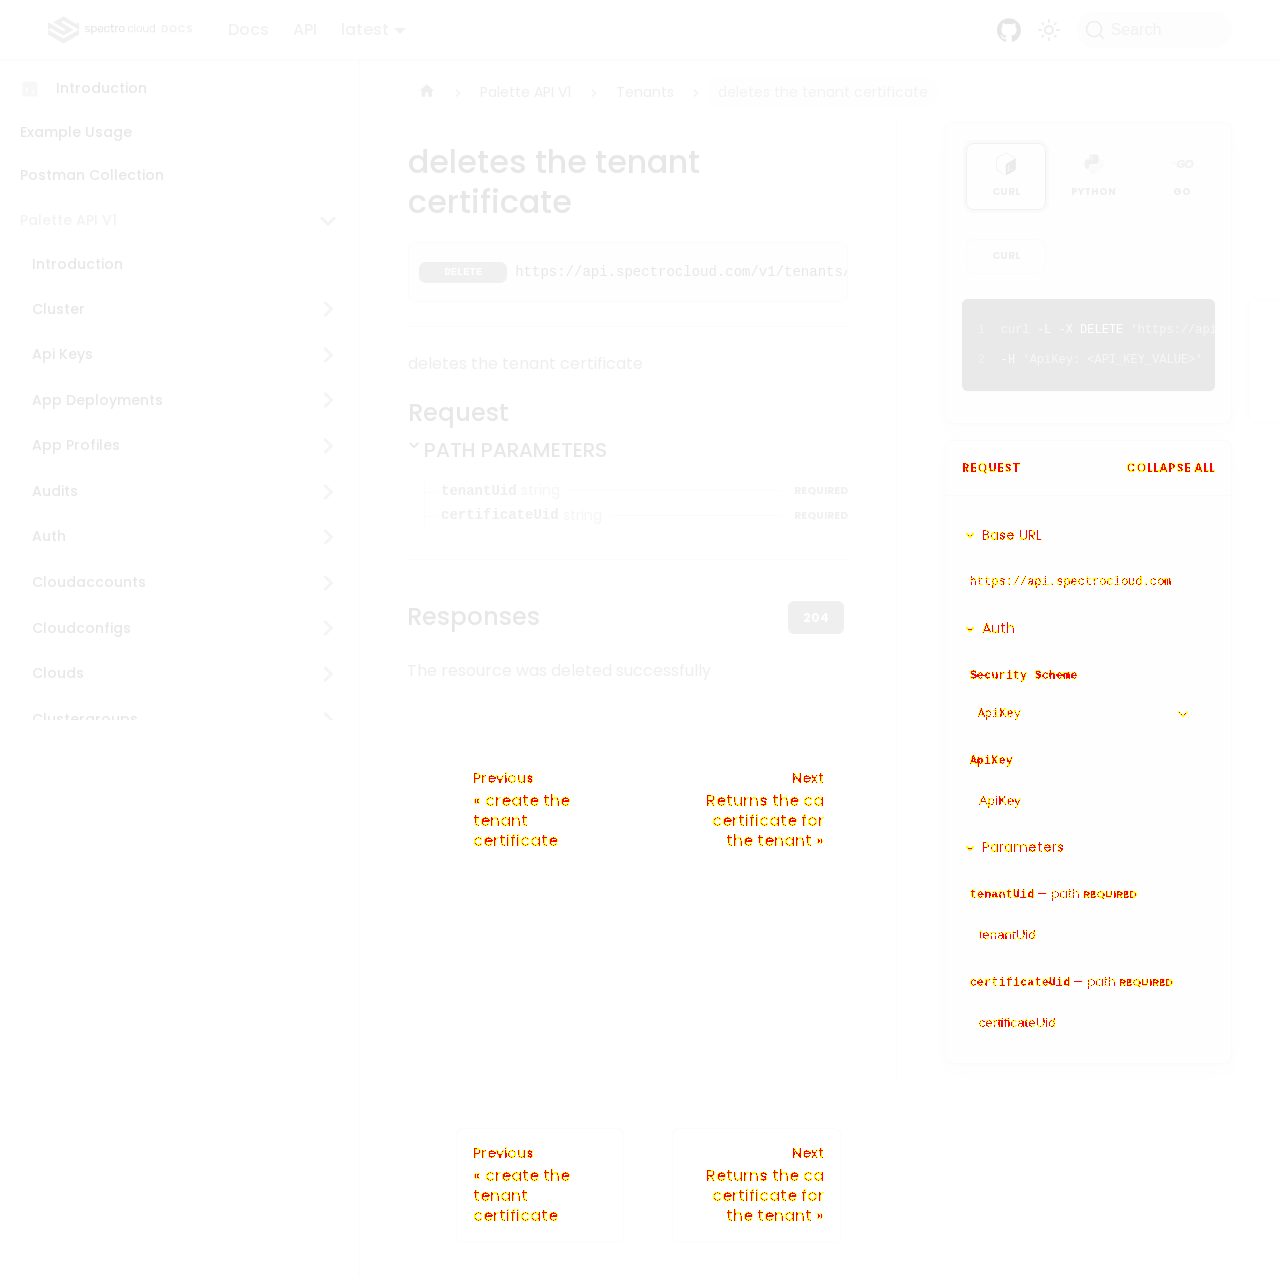 spectro cloud DOCS
Docs
API
latest
Search
Introduction
Example Usage
Postman Collection
Palette API V1
Introduction
Cluster
Api Keys
App Deployments
App Profiles
Audits
Auth
Cloudaccounts
Cloudconfigs
Clouds
Clustergroups
Palette API V1
Tenants
deletes the tenant certificate
deletes the tenant
certificate
DELETE https://api.spectrocloud.com/v1/tenants/
deletes the tenant certificate
Request
PATH PARAMETERS
tenantUid string REQUIRED
certificateUid string REQUIRED
Responses
204
The resource was deleted successfully
Previous
« create the
tenant
certificate
Next
Returns the ca
certificate for
the tenant »
Previous
« create the
tenant
certificate
Next
Returns the ca
certificate for
the tenant »
CURL
PYTHON
GO
GO
CURL
1 curl -L -X DELETE 'https://api
2 -H 'ApiKey: <API_KEY_VALUE>'
REQUEST
COLLAPSE ALL
Base URL
https://api.spectrocloud.com
Auth
Security Scheme
ApiKey
ApiKey
ApiKey
Parameters
tenantUid — path REQUIRED
tenantUid
certificateUid — path REQUIRED
certificateUid